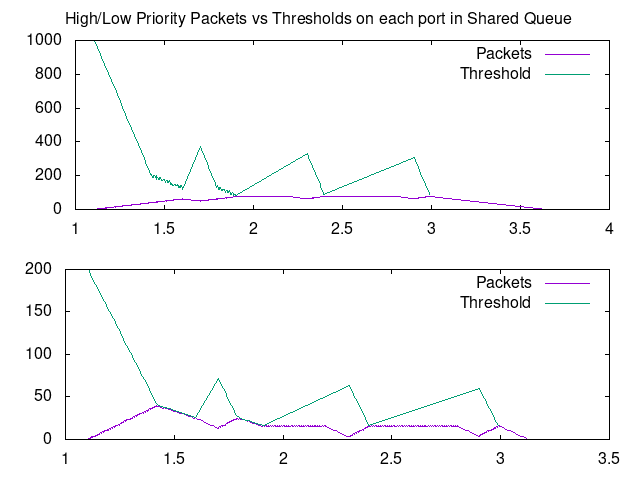 High/Low Priority Packets vs Thresholds on each port in Shared Queue
1000
800
600
400
200
0
Packets
Threshold
1 1.5 2 2.5 3 3.5 4
200
150
100
50
0
Packets
Threshold
1 1.5 2 2.5 3 3.5